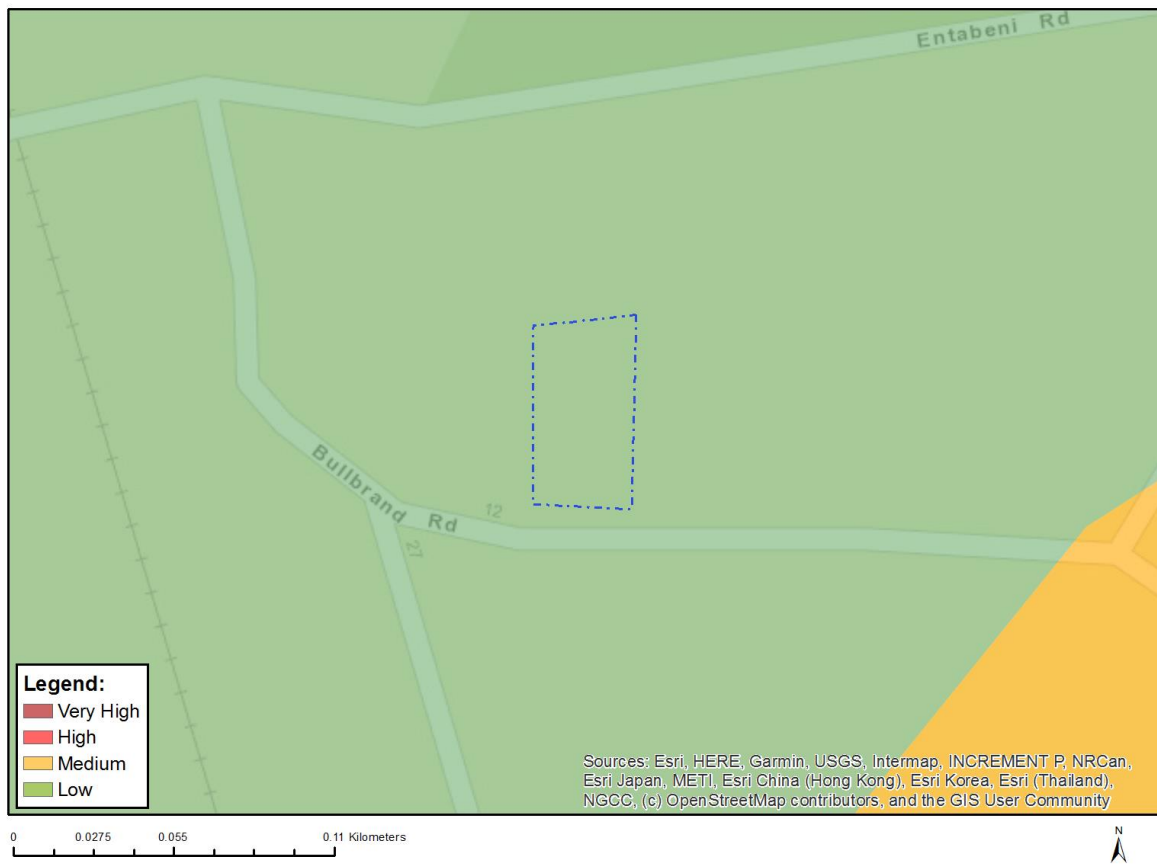 Entabeni Rd
Bullbrand Rd
12
27
Legend:
Very High
High
Medium
Low
Sources: Esri, HERE, Garmin, USGS, Intermap, INCREMENT P, NRCan,
Esri Japan, METI, Esri China (Hong Kong), Esri Korea, Esri (Thailand),
NGCC, (c) OpenStreetMap contributors, and the GIS User Community
0 0.0275 0.055 0.11 Kilometers
N